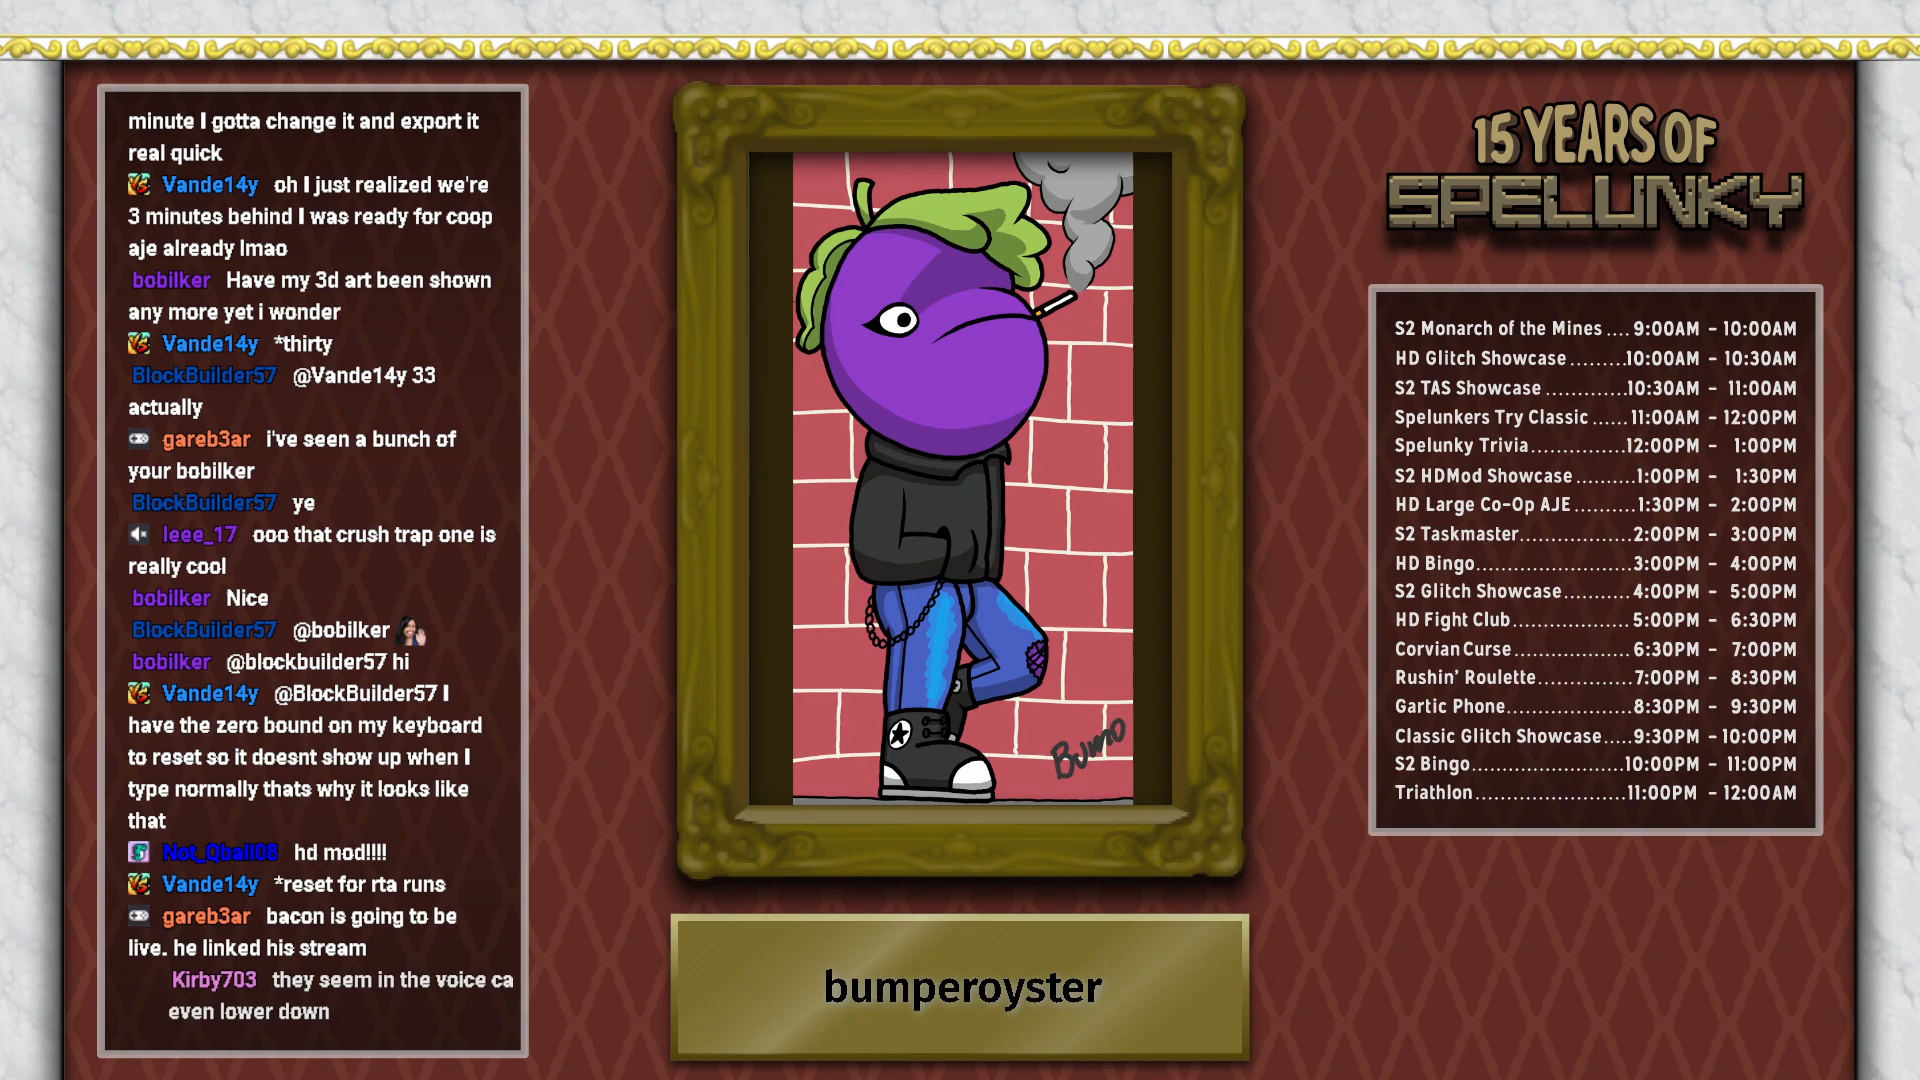 minute I gotta change it and export it
real quick
Vande14y oh I just realized we're
3 minutes behind I was ready for coop
aje already lmao
bobilker Have my 3d art been shown
any more yet i wonder
Vande14y *thirty
BlockBuilder57 @Vande14y 33
actually
gareb3ar i've seen a bunch of
your bobilker
BlockBuilder57 ye
leee_17 ooo that crush trap one is
really cool
bobilker Nice
BlockBuilder57 @bobilker
bobilker @blockbuilder57 hi
Vande14y @BlockBuilder57 I
have the zero bound on my keyboard
to reset so it doesnt show up when I
type normally thats why it looks like
that
Not_Qball08 hd mod!!!!
Vande14y *reset for rta runs
gareb3ar bacon is going to be
live. he linked his stream
Kirby703 they seem in the voice ca
even lower down
Bumo
bumperoyster
15 YEARS OF
SPELUNKY
S2 Monarch of the Mines .... 9:00AM - 10:00AM
HD Glitch Showcase ........ 10:00AM - 10:30AM
S2 TAS Showcase ............. 10:30AM - 11:00AM
Spelunkers Try Classic ...... 11:00AM - 12:00PM
Spelunky Trivia ............... 12:00PM - 1:00PM
S2 HDMod Showcase .......... 1:00PM - 1:30PM
HD Large Co-Op AJE .......... 1:30PM - 2:00PM
S2 Taskmaster .................. 2:00PM - 3:00PM
HD Bingo ......................... 3:00PM - 4:00PM
S2 Glitch Showcase ........... 4:00PM - 5:00PM
HD Fight Club ................... 5:00PM - 6:30PM
CorvianCurse .................... 6:30PM - 7:00PM
Rushin' Roulette ............... 7:00PM - 8:30PM
Gartic Phone .................... 8:30PM - 9:30PM
Classic Glitch Showcase ..... 9:30PM - 10:00PM
S2 Bingo ........................ 10:00PM - 11:00PM
Triathlon ........................ 11:00PM - 12:00AM